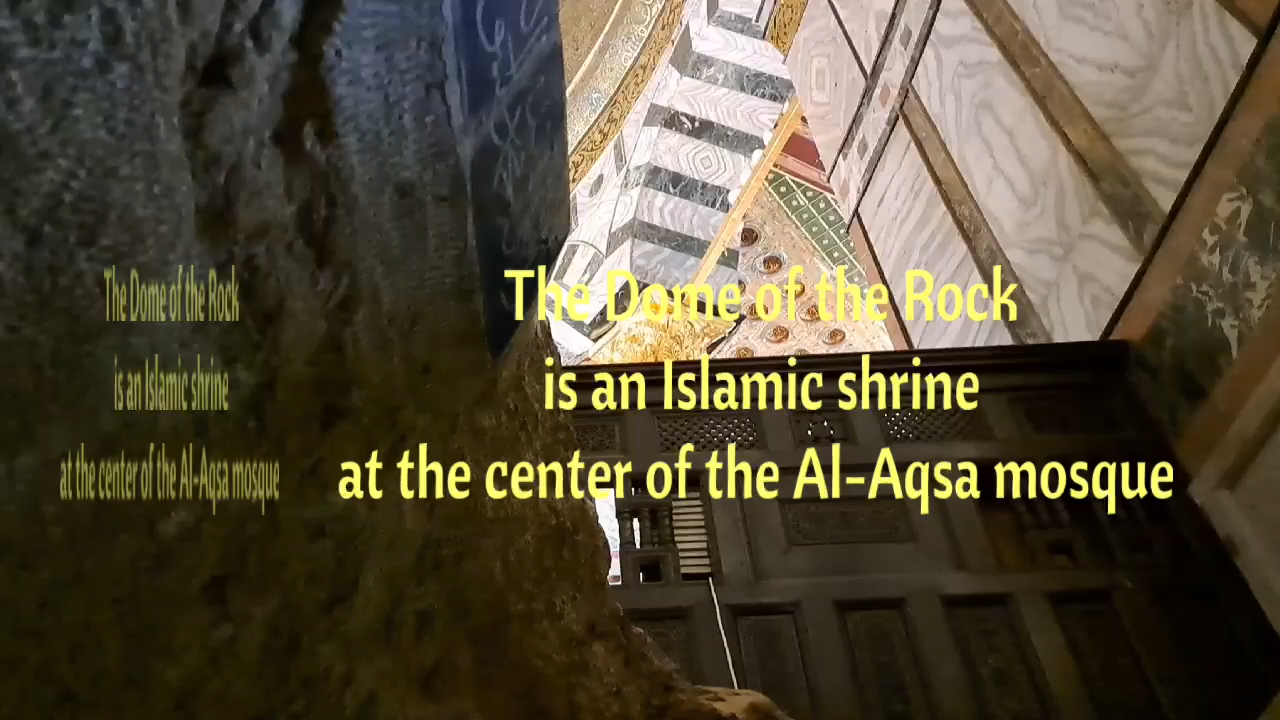 The Dome of the Rock
is an Islamic shrine
at the center of the Al-Aqsa mosque
The Dome of the Rock
is an Islamic shrine
at the center of the Al-Aqsa mosque